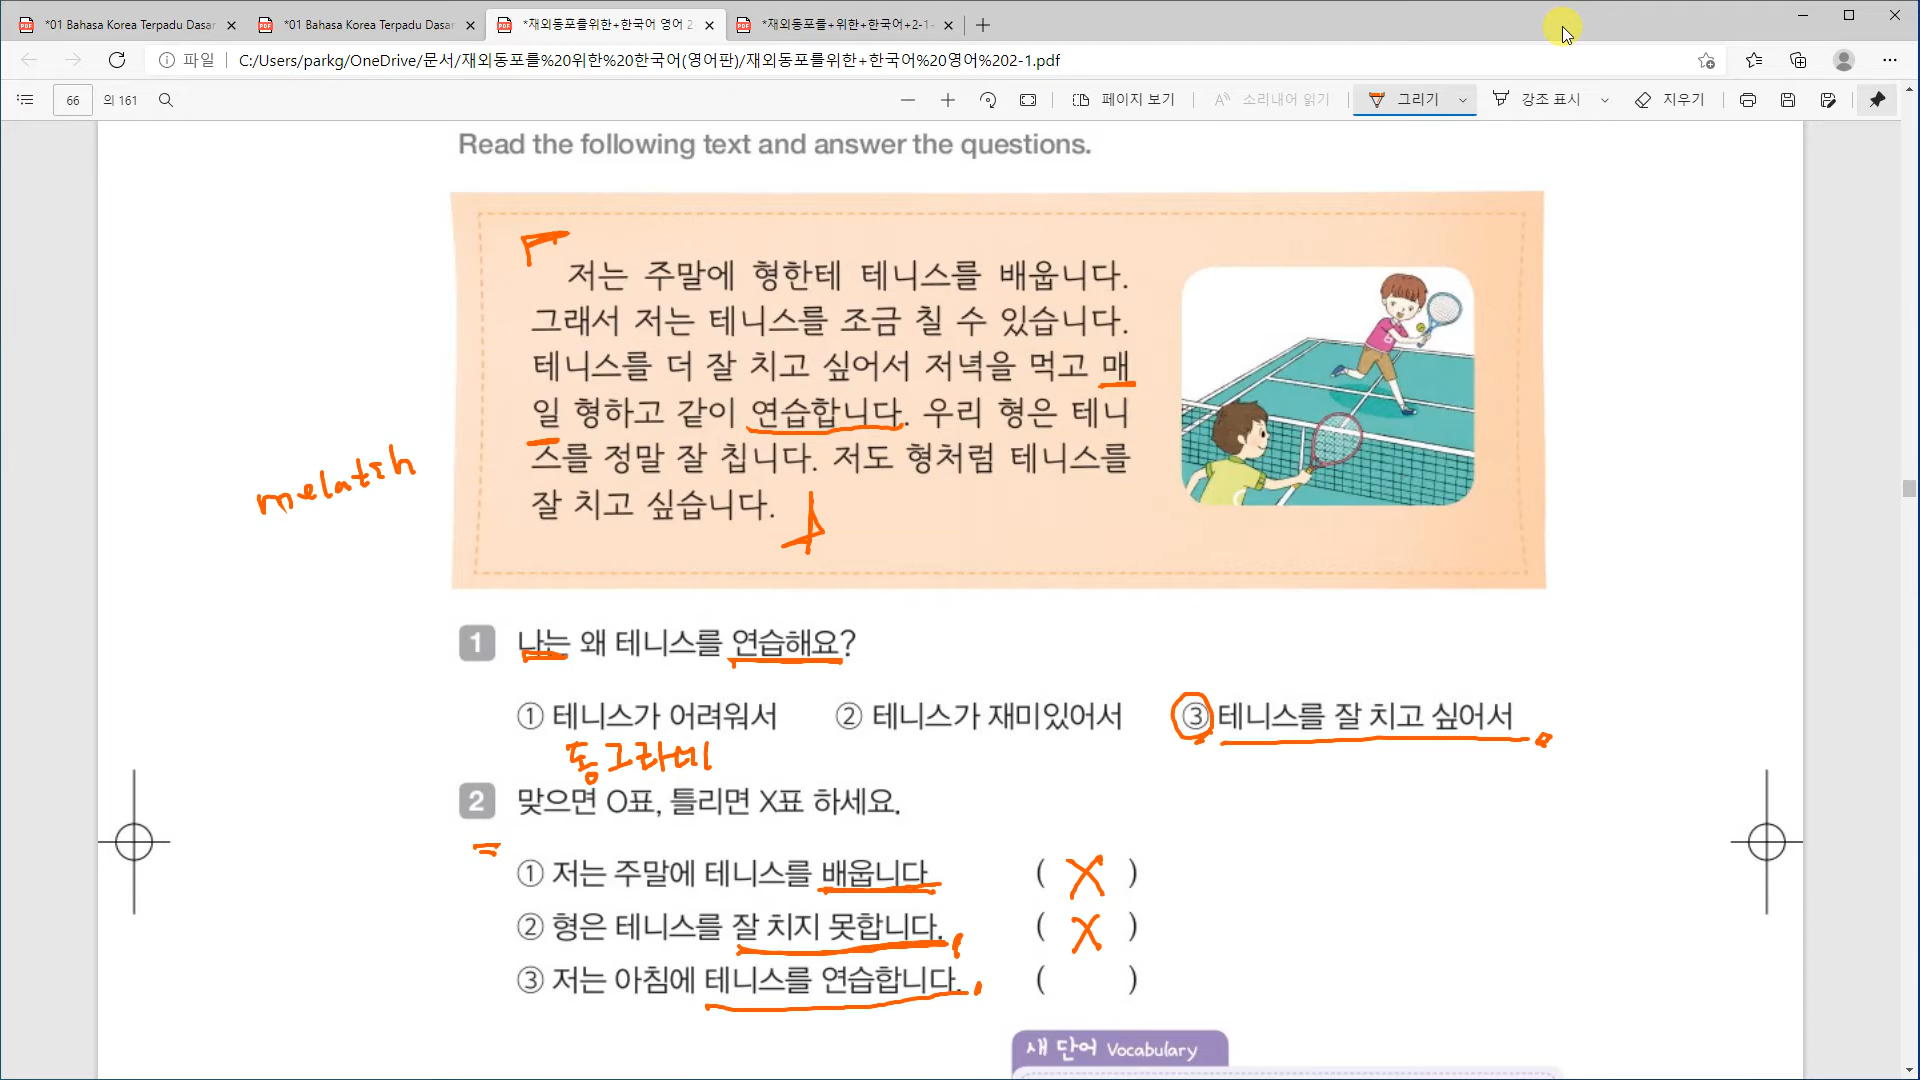 *01 Bahasa Korea Terpadu Dasar
*01 Bahasa Korea Terpadu Dasar
*재외동포를위한+한국어 영어 2
*재외동포를+위한+한국어+2-1-
파일 C:/Users/parkg/OneDrive/문서/재외동포를%20위한%20한국어(영어판)/재외동포를위한+한국어%20영어%202-1.pdf
66 의 161 페이지 보기 소리내어 읽기 그리기 강조 표시 지우기
Read the following text and answer the questions.
저는 주말에 형한테 테니스를 배웁니다.
그래서 저는 테니스를 조금 칠 수 있습니다.
테니스를 더 잘 치고 싶어서 저녁을 먹고 매
일 형하고 같이 연습합니다. 우리 형은 테니
스를 정말 잘 칩니다. 저도 형처럼 테니스를
잘 치고 싶습니다.
melatih
1 나는 왜 테니스를 연습해요?
① 테니스가 어려워서 ② 테니스가 재미있어서 ③ 테니스를 잘 치고 싶어서
동그라미
2 맞으면 O표, 틀리면 X표 하세요.
① 저는 주말에 테니스를 배웁니다. ( X )
② 형은 테니스를 잘 치지 못합니다. ( X )
③ 저는 아침에 테니스를 연습합니다. ( )
새 단어 Vocabulary